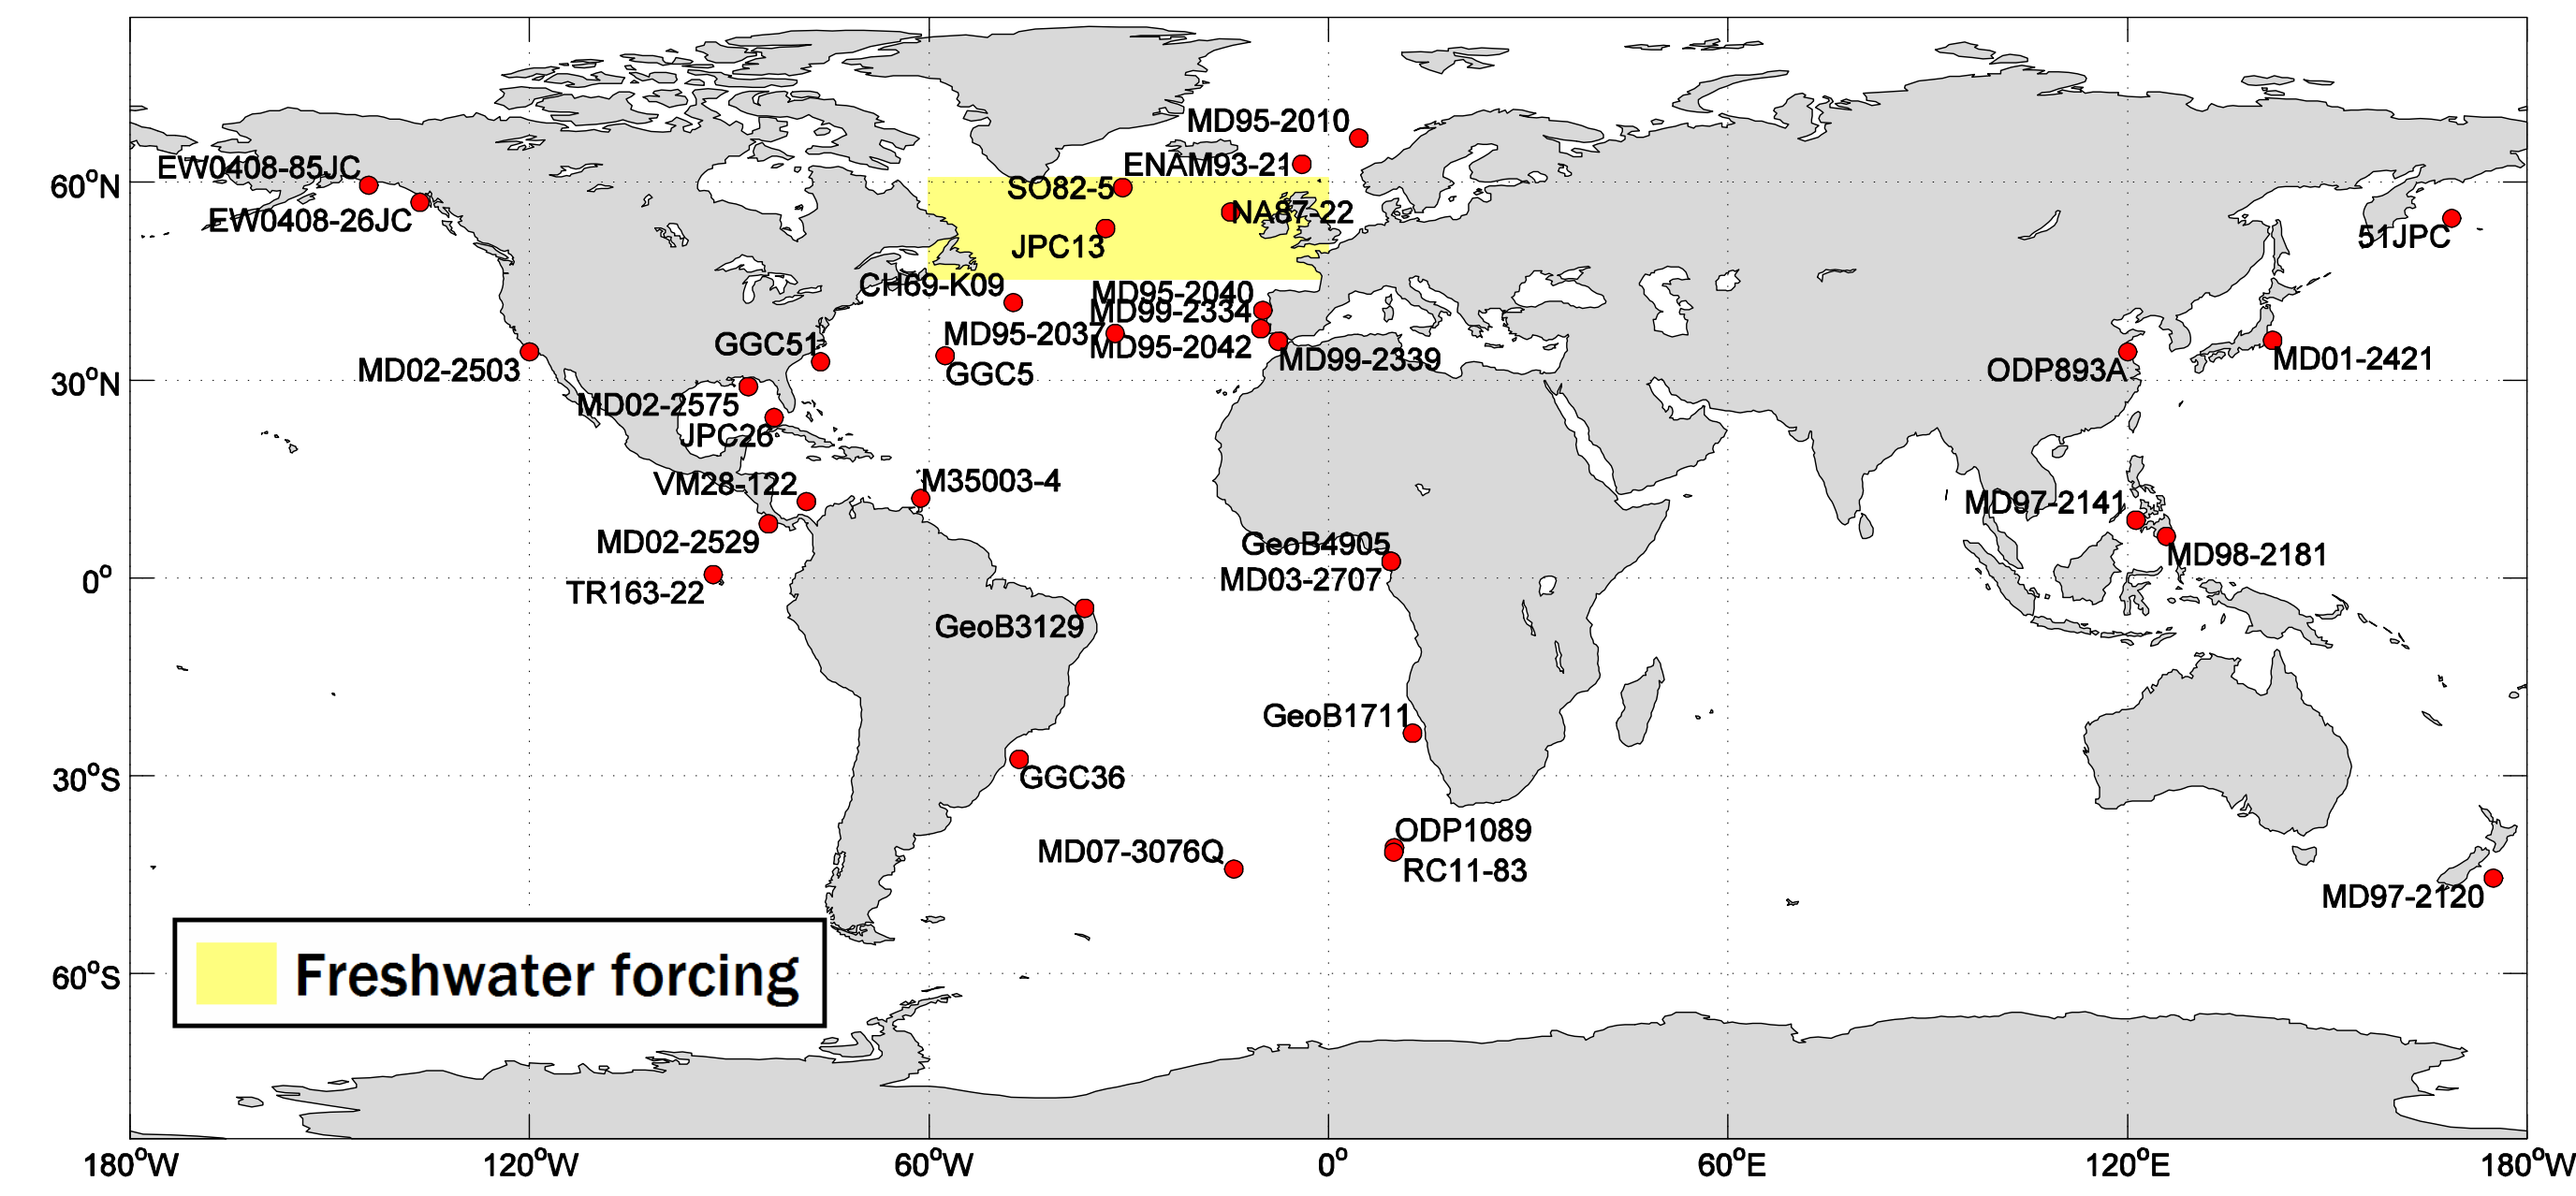 MD95-2010
EW0408-85JC
ENAM93-21
60°N
SO82-5
EW0408-26JC
NA87-22
JPC13
51JPC
CH69-K09
MD95-2040
MD99-2334
MD95-2037
GGC51
MD95-2042
MD99-2339
MD01-2421
MD02-2503
GGC5
ODP893A
30°N
MD02-2575
JPC26
VM28-122
M35003-4
MD97-2141
MD02-2529
GeoB4905
MD98-2181
0°
MD03-2707
TR163-22
GeoB3129
GeoB1711
30°S
GGC36
ODP1089
MD07-3076Q
RC11-83
MD97-2120
60°S
Freshwater forcing
180°W 120°W 60°W 0° 60°E 120°E 180°W